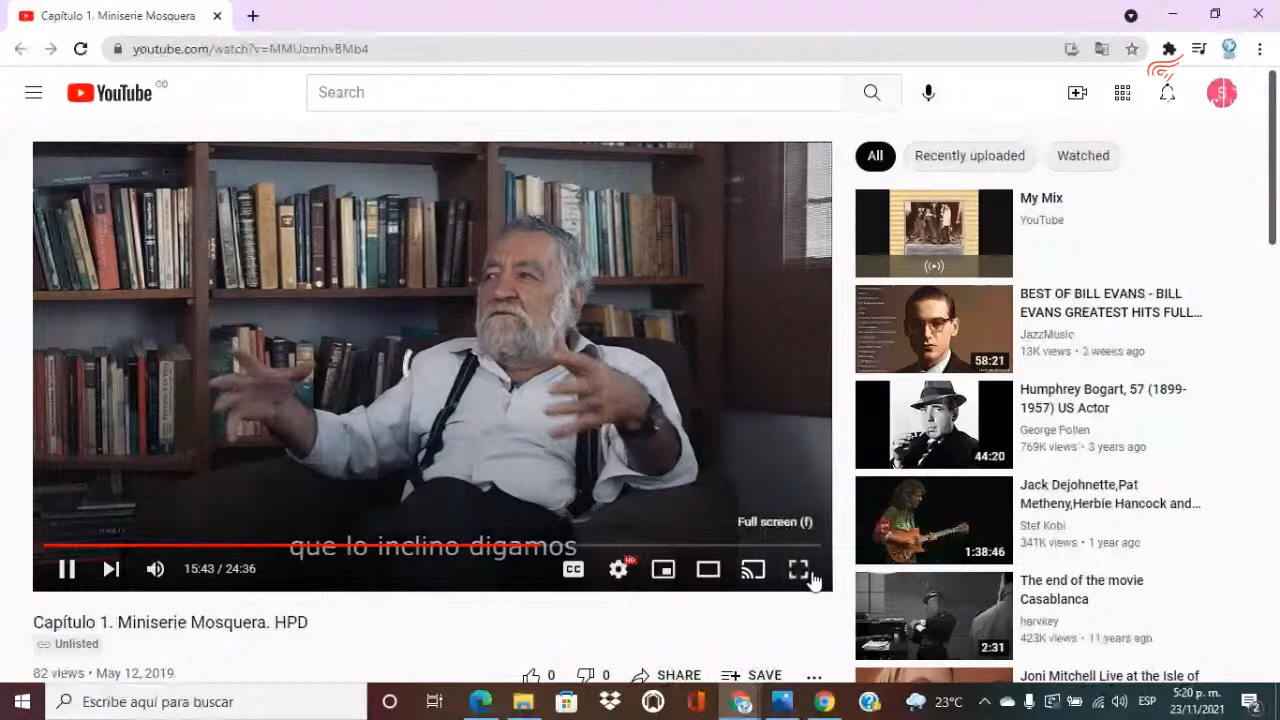 Capítulo 1. Miniserie Mosquera
youtube.com/watch?v=MMUomhvBMb4
YouTube CO
Search
S
All
Recently uploaded
Watched
My Mix
YouTube
BEST OF BILL EVANS - BILL
EVANS GREATEST HITS FULL...
JazzMusic
13K views • 2 weeks ago
58:21
Humphrey Bogart, 57 (1899-
1957) US Actor
George Pollen
769K views • 3 years ago
44:20
Jack Dejohnette,Pat
Metheny,Herbie Hancock and...
Stef Kobi
341K views • 1 year ago
1:38:46
The end of the movie
Casablanca
harvkey
423K views • 11 years ago
2:31
Joni Mitchell Live at the Isle of
Full screen (f)
que lo inclino digamos
15:43 / 24:36
CC
HD
Capítulo 1. Miniserie Mosquera. HPD
Unlisted
82 views • May 12, 2019
0
0
SHARE
SAVE
Escribe aquí para buscar
23°C
ESP
5:20 p. m.
23/11/2021
2